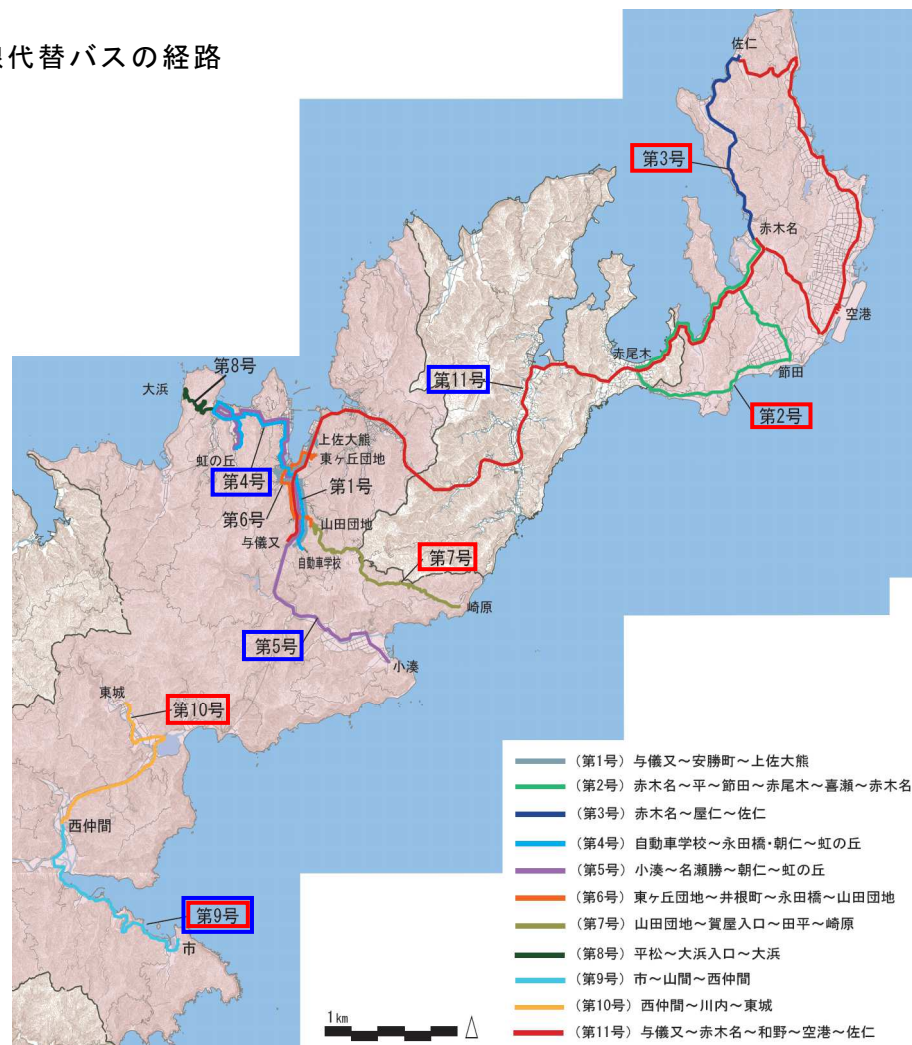 線代替バスの経路
佐仁
第3号
赤木名
空港
赤尾木
節田
第2号
第11号
第8号
大浜
上佐大熊
東ヶ丘団地
虹の丘
第4号
第1号
第6号
山田団地
与儀又
自動車学校
第7号
崎原
第5号
小湊
東城
第10号
西仲間
第9号
市
(第1号) 与儀又~安勝町~上佐大熊
(第2号) 赤木名~平~節田~赤尾木~喜瀬~赤木名
(第3号) 赤木名~屋仁~佐仁
(第4号) 自動車学校~永田橋・朝仁~虹の丘
(第5号) 小湊~名瀬勝~朝仁~虹の丘
(第6号) 東ヶ丘団地~井根町~永田橋~山田団地
(第7号) 山田団地~賀屋入口~田平~崎原
(第8号) 平松~大浜入口~大浜
(第9号) 市~山間~西仲間
(第10号) 西仲間~川内~東城
(第11号) 与儀又~赤木名~和野~空港~佐仁
1km